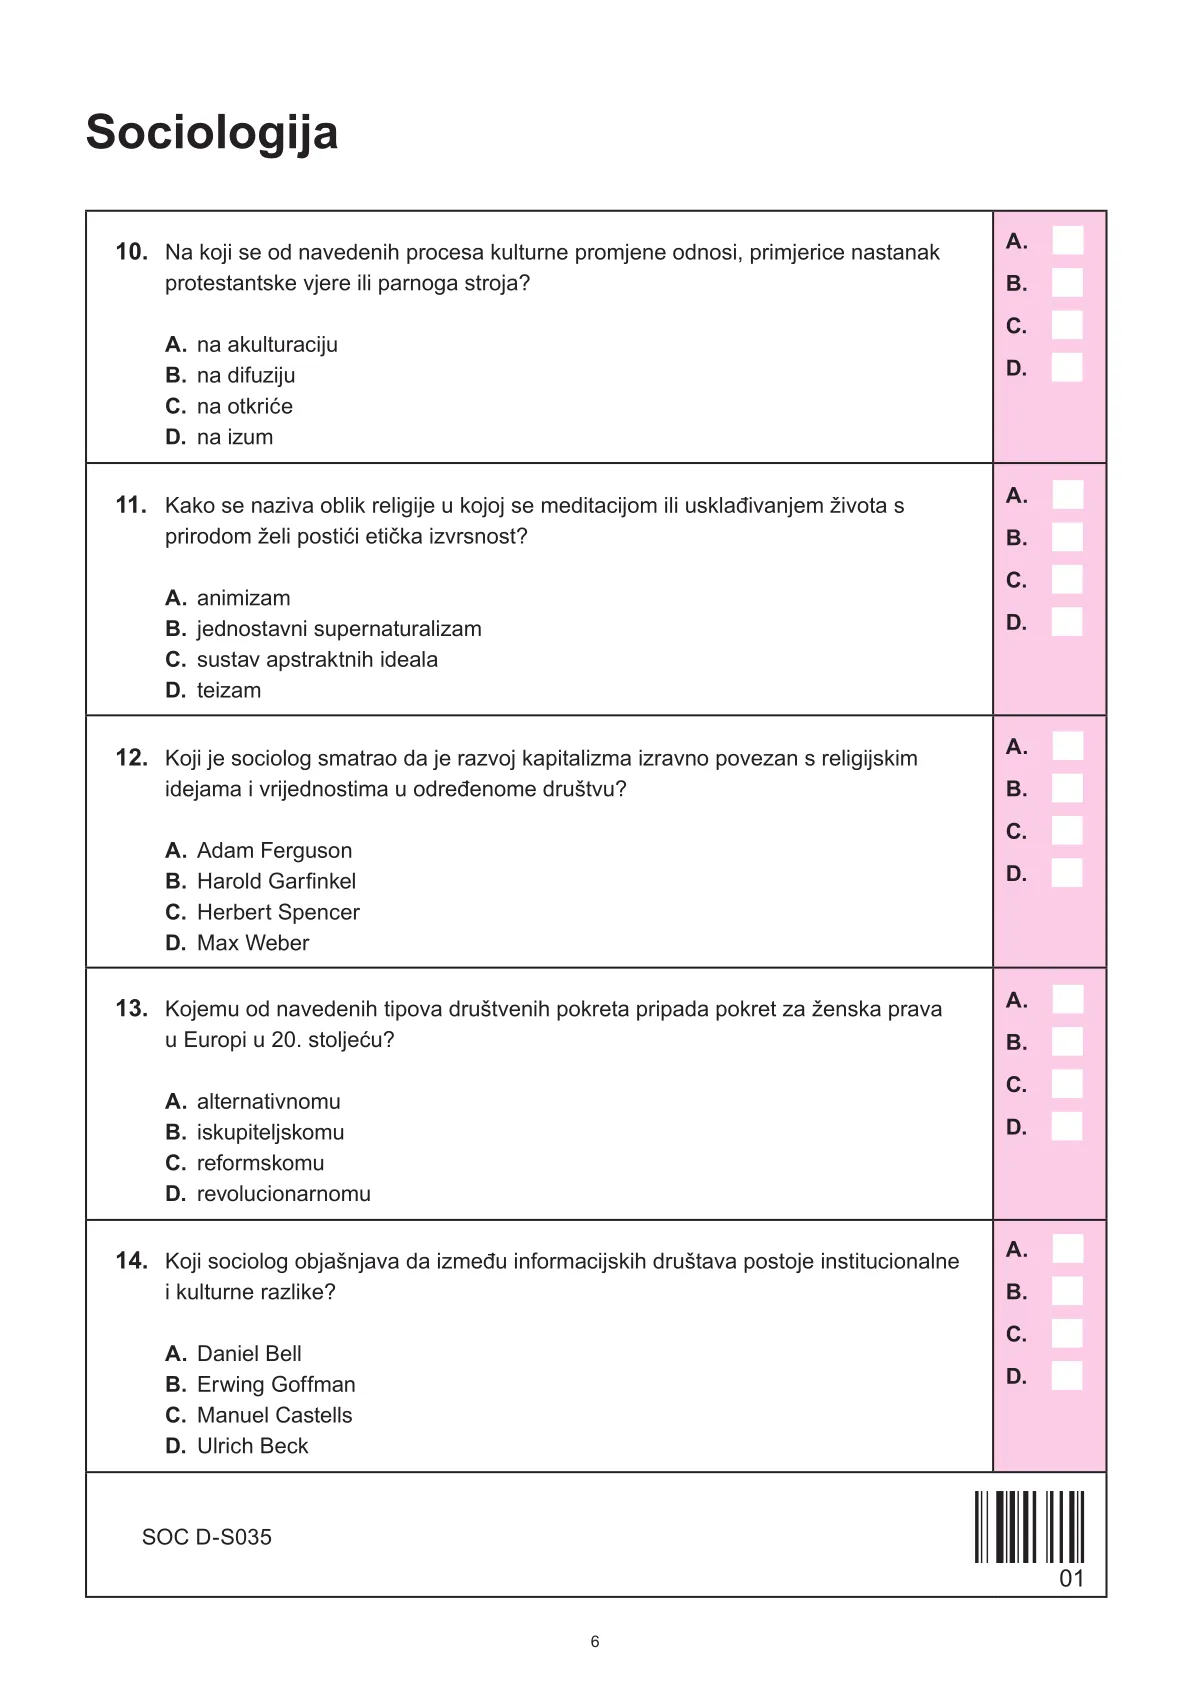 Sociologija
10. Na koji se od navedenih procesa kulturne promjene odnosi, primjerice nastanak
protestantske vjere ili parnoga stroja?
A. na akulturaciju
B. na difuziju
C. na otkriće
D. na izum
A.
B.
C.
D.
11. Kako se naziva oblik religije u kojoj se meditacijom ili usklađivanjem života s
prirodom želi postići etička izvrsnost?
A. animizam
B. jednostavni supernaturalizam
C. sustav apstraktnih ideala
D. teizam
A.
B.
C.
D.
12. Koji je sociolog smatrao da je razvoj kapitalizma izravno povezan s religijskim
idejama i vrijednostima u određenome društvu?
A. Adam Ferguson
B. Harold Garfinkel
C. Herbert Spencer
D. Max Weber
A.
B.
C.
D.
13. Kojemu od navedenih tipova društvenih pokreta pripada pokret za ženska prava
u Europi u 20. stoljeću?
A. alternativnomu
B. iskupiteljskomu
C. reformskomu
D. revolucionarnomu
A.
B.
C.
D.
14. Koji sociolog objašnjava da između informacijskih društava postoje institucionalne
i kulturne razlike?
A. Daniel Bell
B. Erwing Goffman
C. Manuel Castells
D. Ulrich Beck
A.
B.
C.
D.
SOC D-S035
01
6